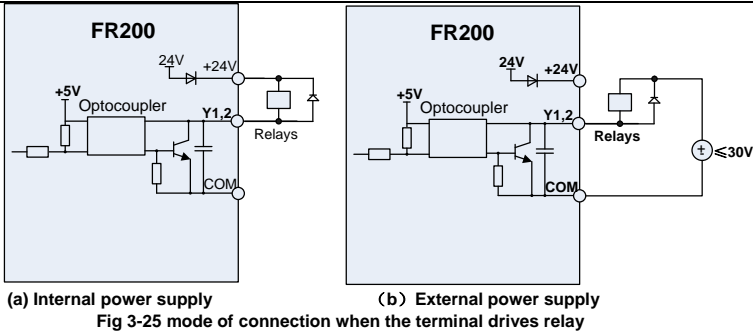 FR200
24V
+24V
+5V
Optocoupler
Y1,2
Relays
COM
(a) Internal power supply
FR200
24V
+24V
+5V
Optocoupler
Y1,2
Relays
COM
≤30V
(b) External power supply
Fig 3-25 mode of connection when the terminal drives relay